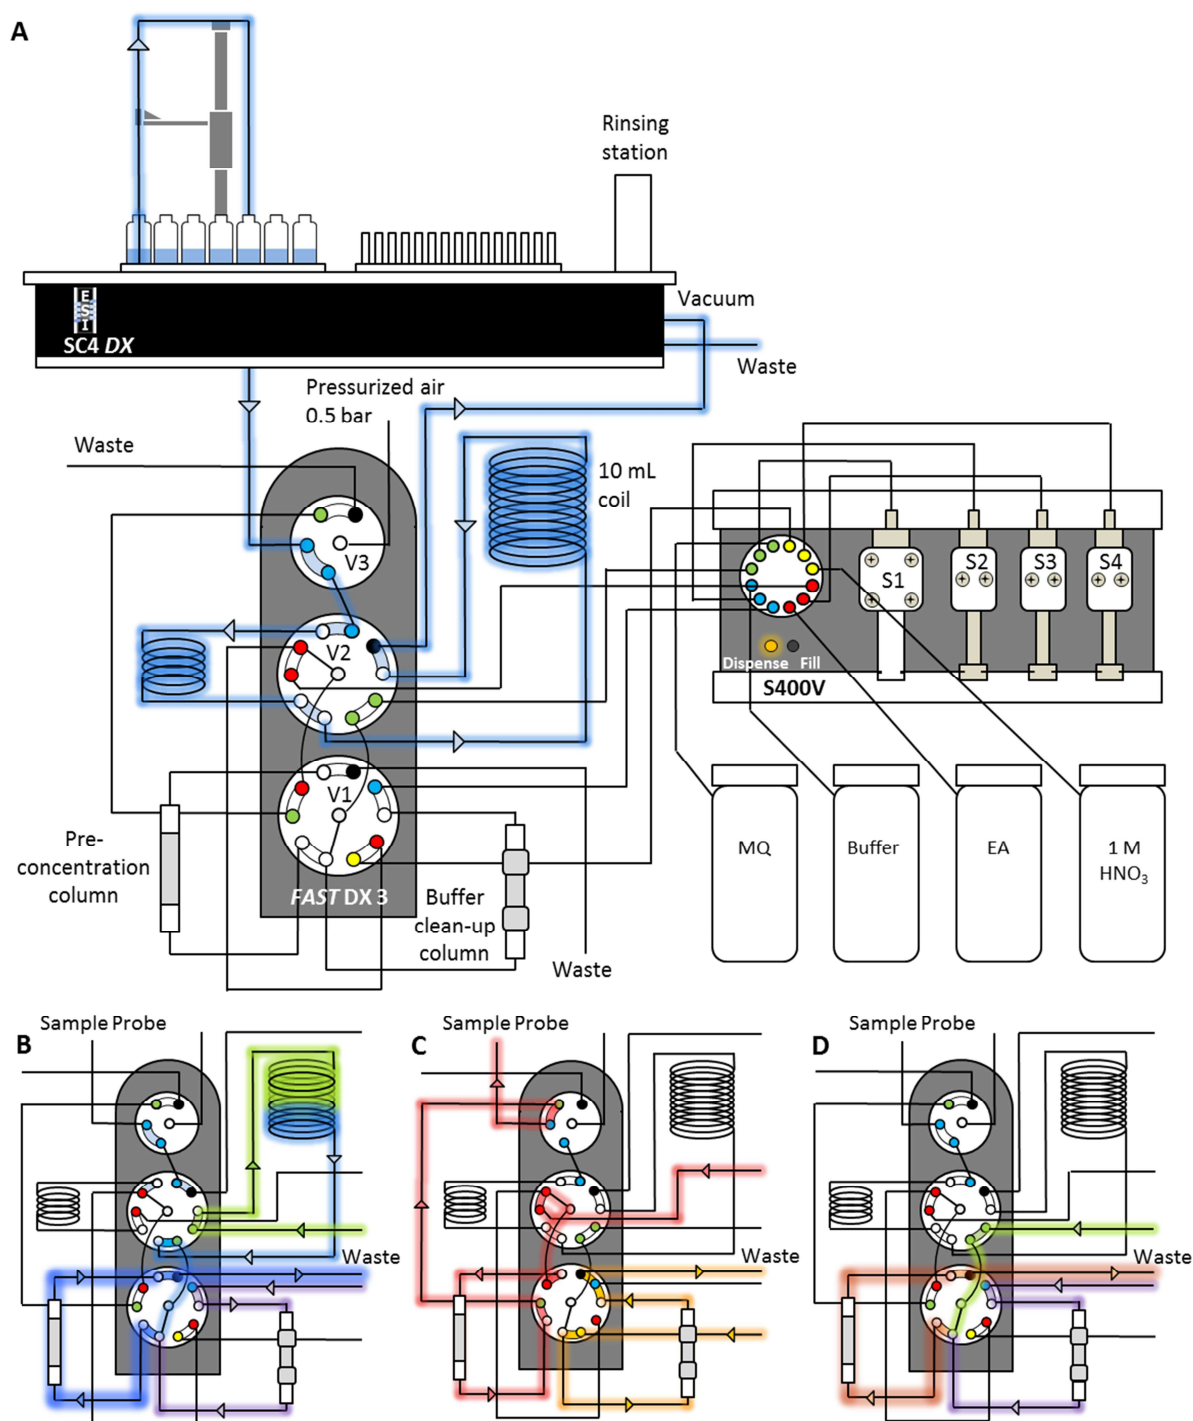 A
Rinsing
station
Vacuum
E
S
I
SC4 DX
Waste
Pressurized air
0.5 bar
Waste
10 mL
coil
V3
S1
S2
S3
S4
V2
Dispense
Fill
S400V
V1
Pre-
concentration
column
MQ
Buffer
EA
1 M
HNO3
FAST DX 3
Buffer
clean-up
column
Waste
Sample Probe
B
Waste
Sample Probe
C
Waste
Sample Probe
D
Waste